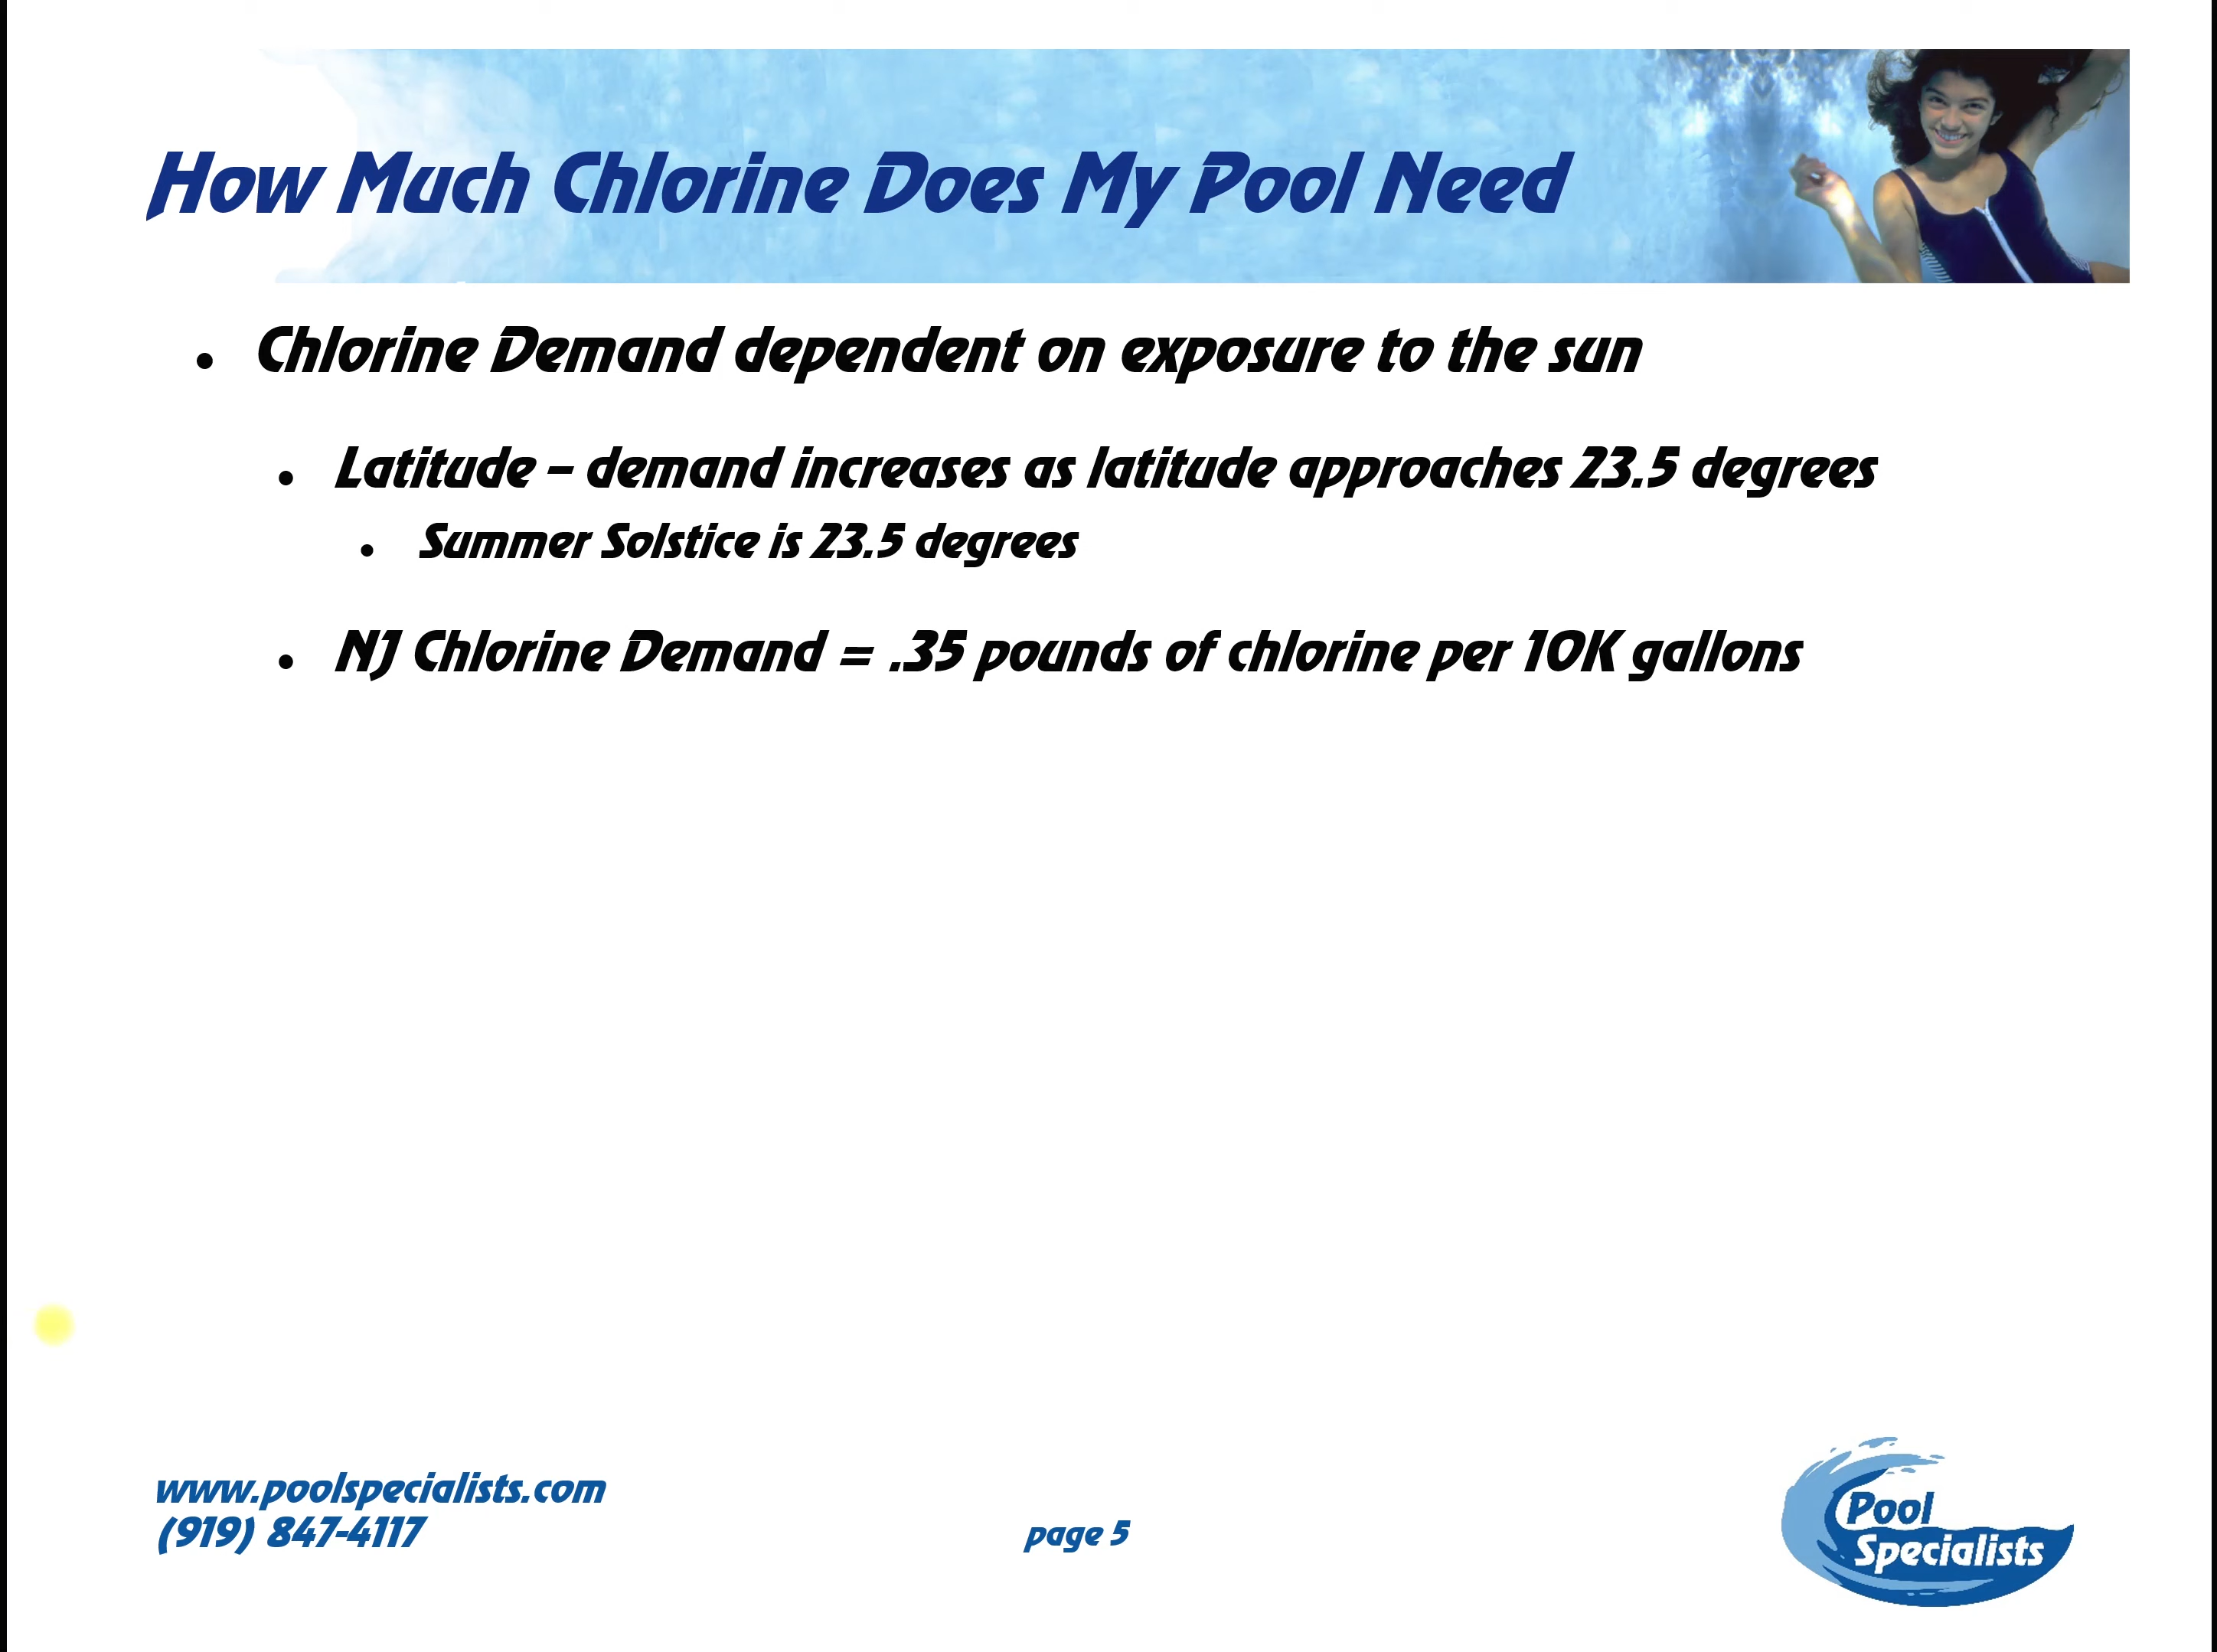 How Much Chlorine Does My Pool Need
• Chlorine Demand dependent on exposure to the sun
• Latitude – demand increases as latitude approaches 23.5 degrees
• Summer Solstice is 23.5 degrees
• NJ Chlorine Demand = .35 pounds of chlorine per 10K gallons
www.poolspecialists.com
(919) 847-4117
page 5
Pool
Specialists